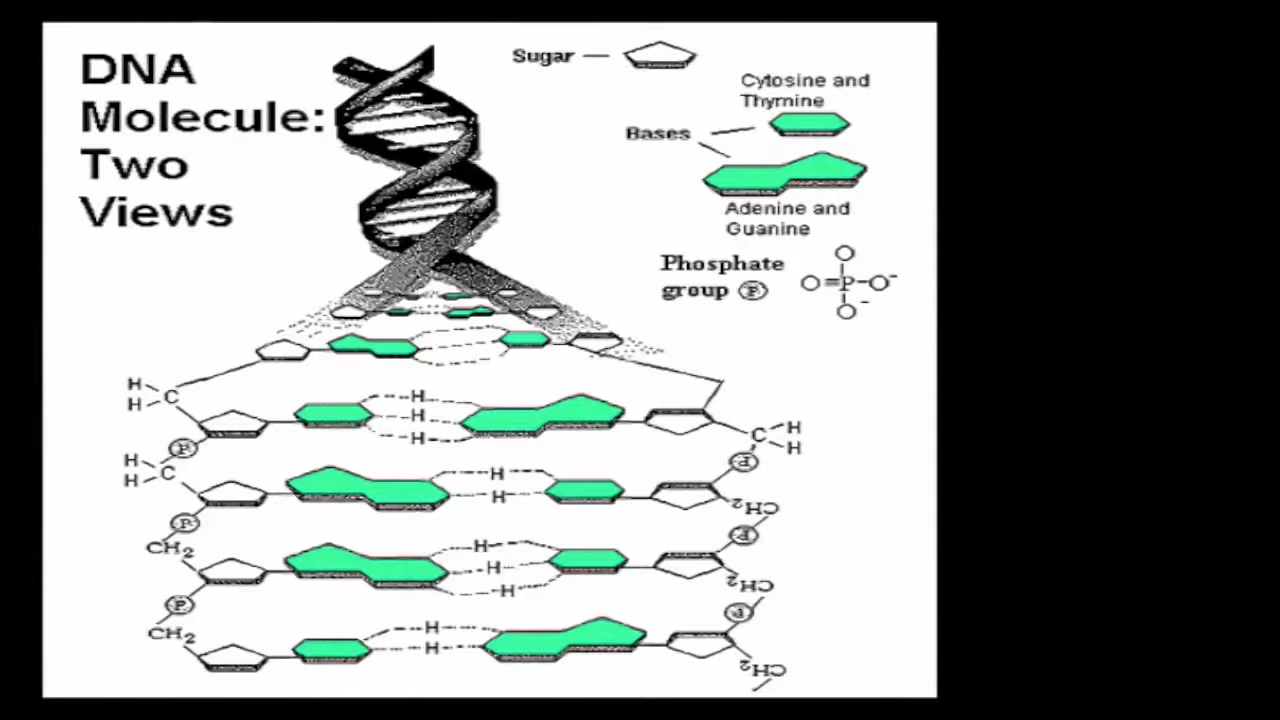 DNA
Molecule:
Two
Views
Sugar
Cytosine and
Thymine
Bases
Adenine and
Guanine
Phosphate
group P
O
O=P-O-
O-
H
H C
H
H
H
C H
H
P
P
H
H C
H
H
CH2
P
P
CH2
H
H
H
CH2
P
P
CH2
H
H
CH2